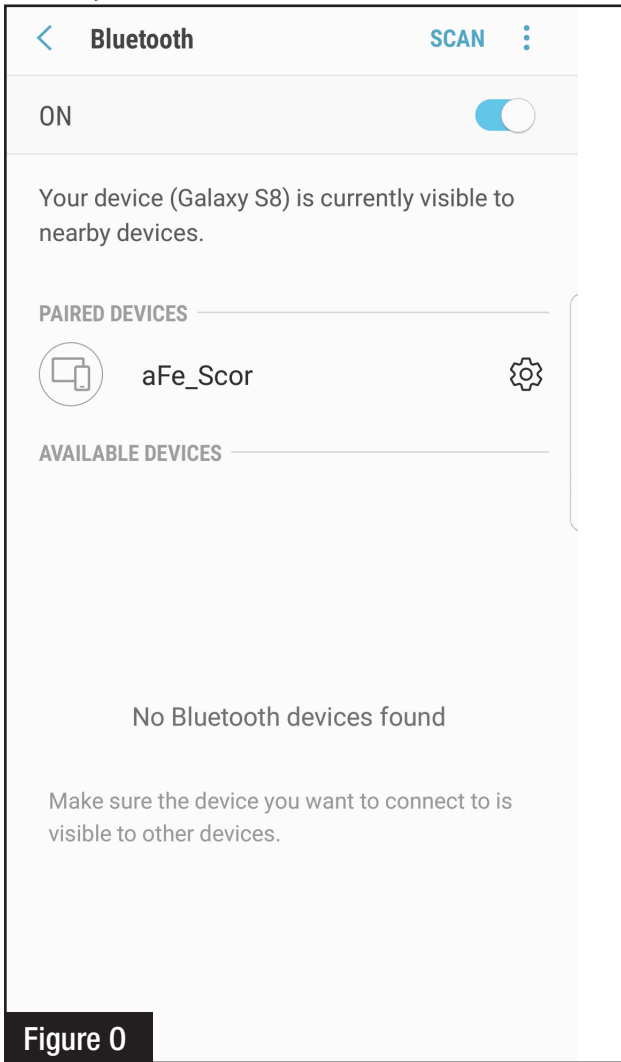 Bluetooth SCAN
ON
Your device (Galaxy S8) is currently visible to
nearby devices.
PAIRED DEVICES
aFe_Scor
AVAILABLE DEVICES
No Bluetooth devices found
Make sure the device you want to connect to is
visible to other devices.
Figure O